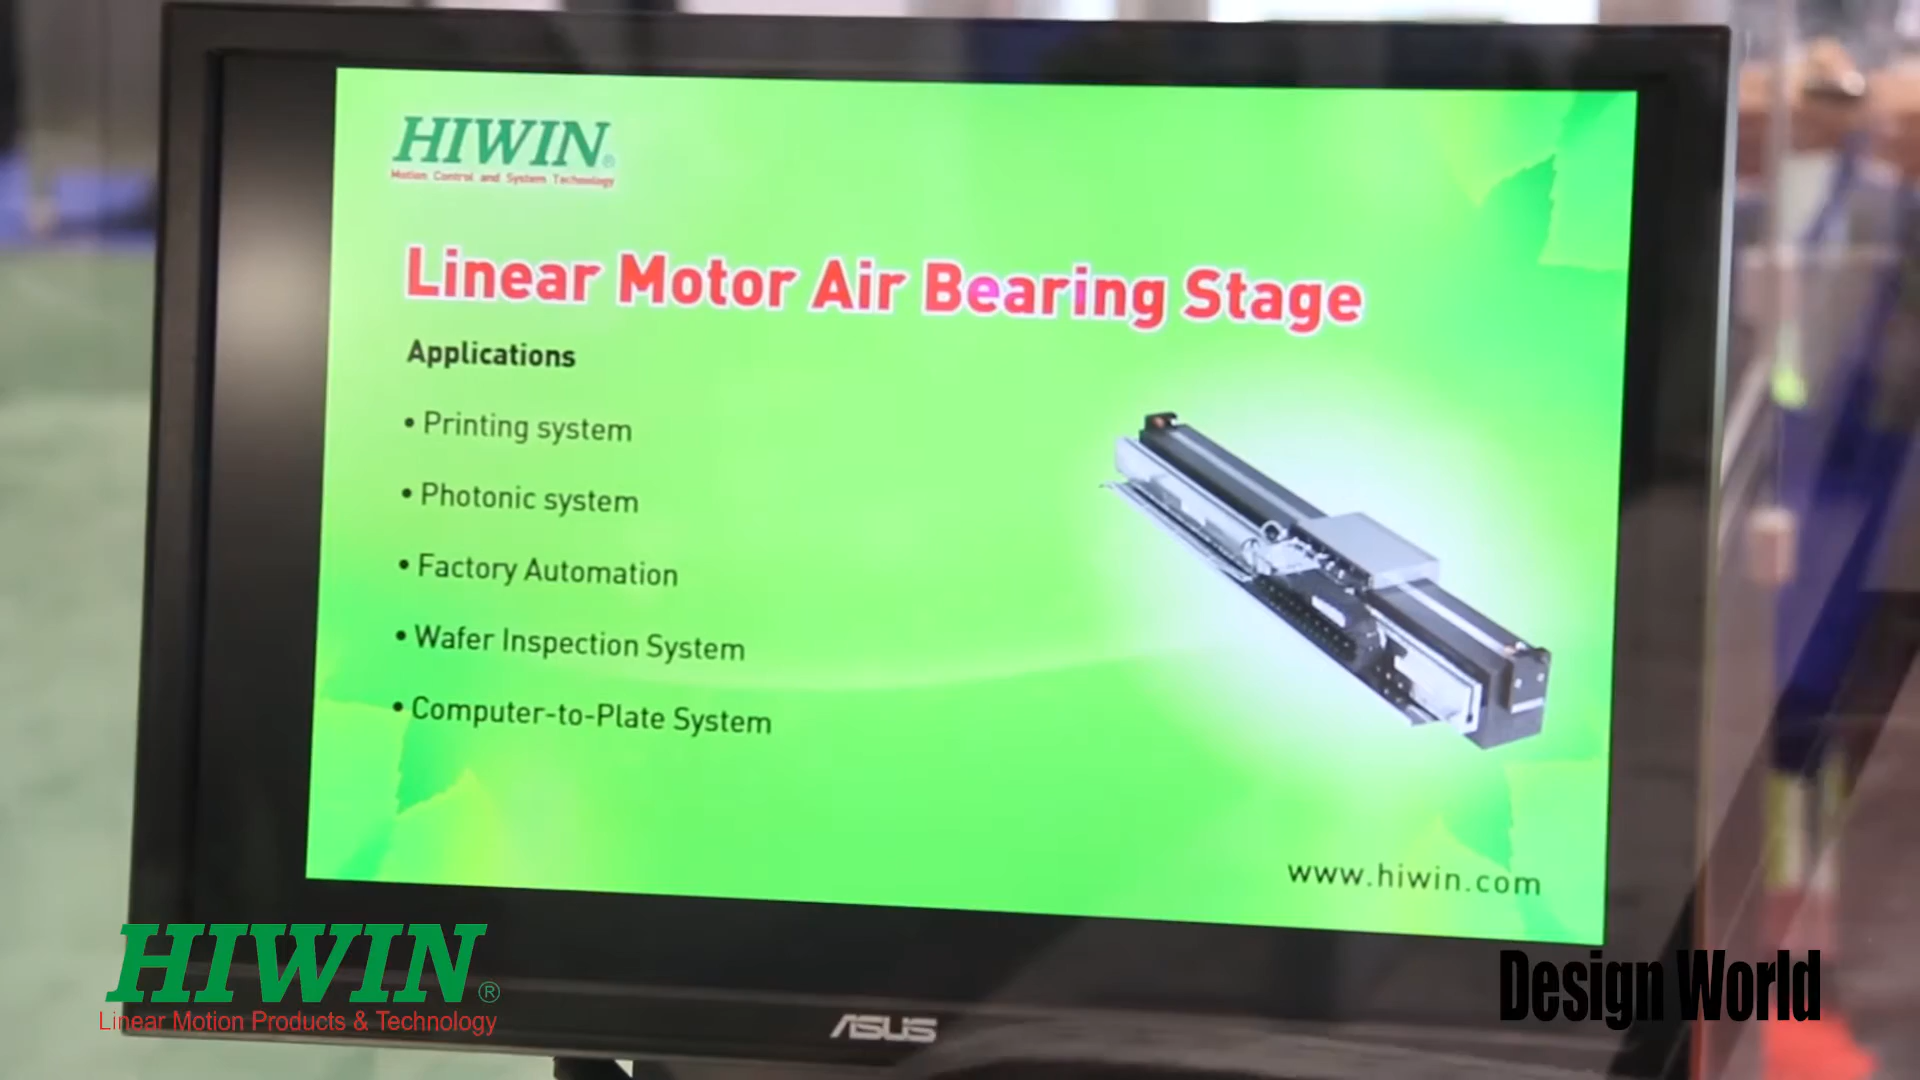 HIWIN®
Motion Control and System Technology
Linear Motor Air Bearing Stage
Applications
• Printing system
• Photonic system
• Factory Automation
• Wafer Inspection System
• Computer-to-Plate System
www.hiwin.com
HIWIN®
Linear Motion Products & Technology
Design World
ASUS